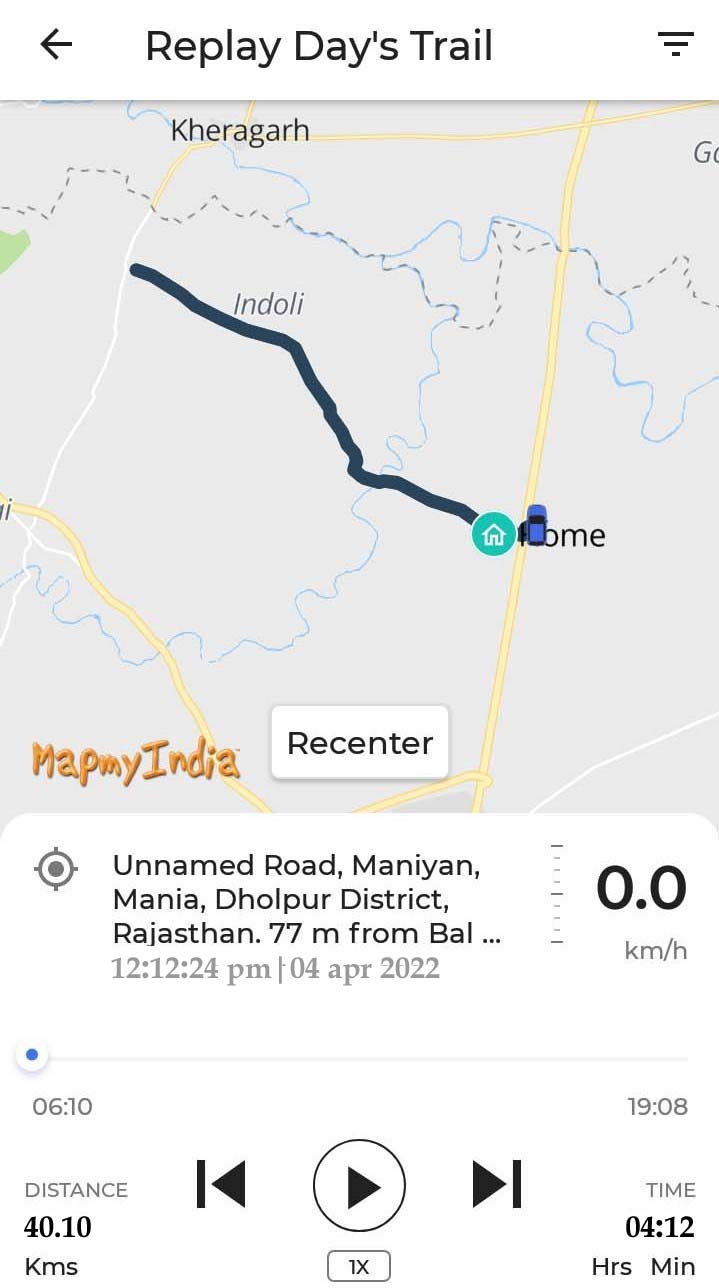 Replay Day's Trail
Kheragarh
Indoli
Home
Recenter
MapmyIndia
Unnamed Road, Maniyan,
Mania, Dholpur District,
Rajasthan. 77 m from Bal ...
12:12:24 pm|04 apr 2022
0.0
km/h
06:10
19:08
DISTANCE
40.10
Kms
1X
TIME
04:12
Hrs Min